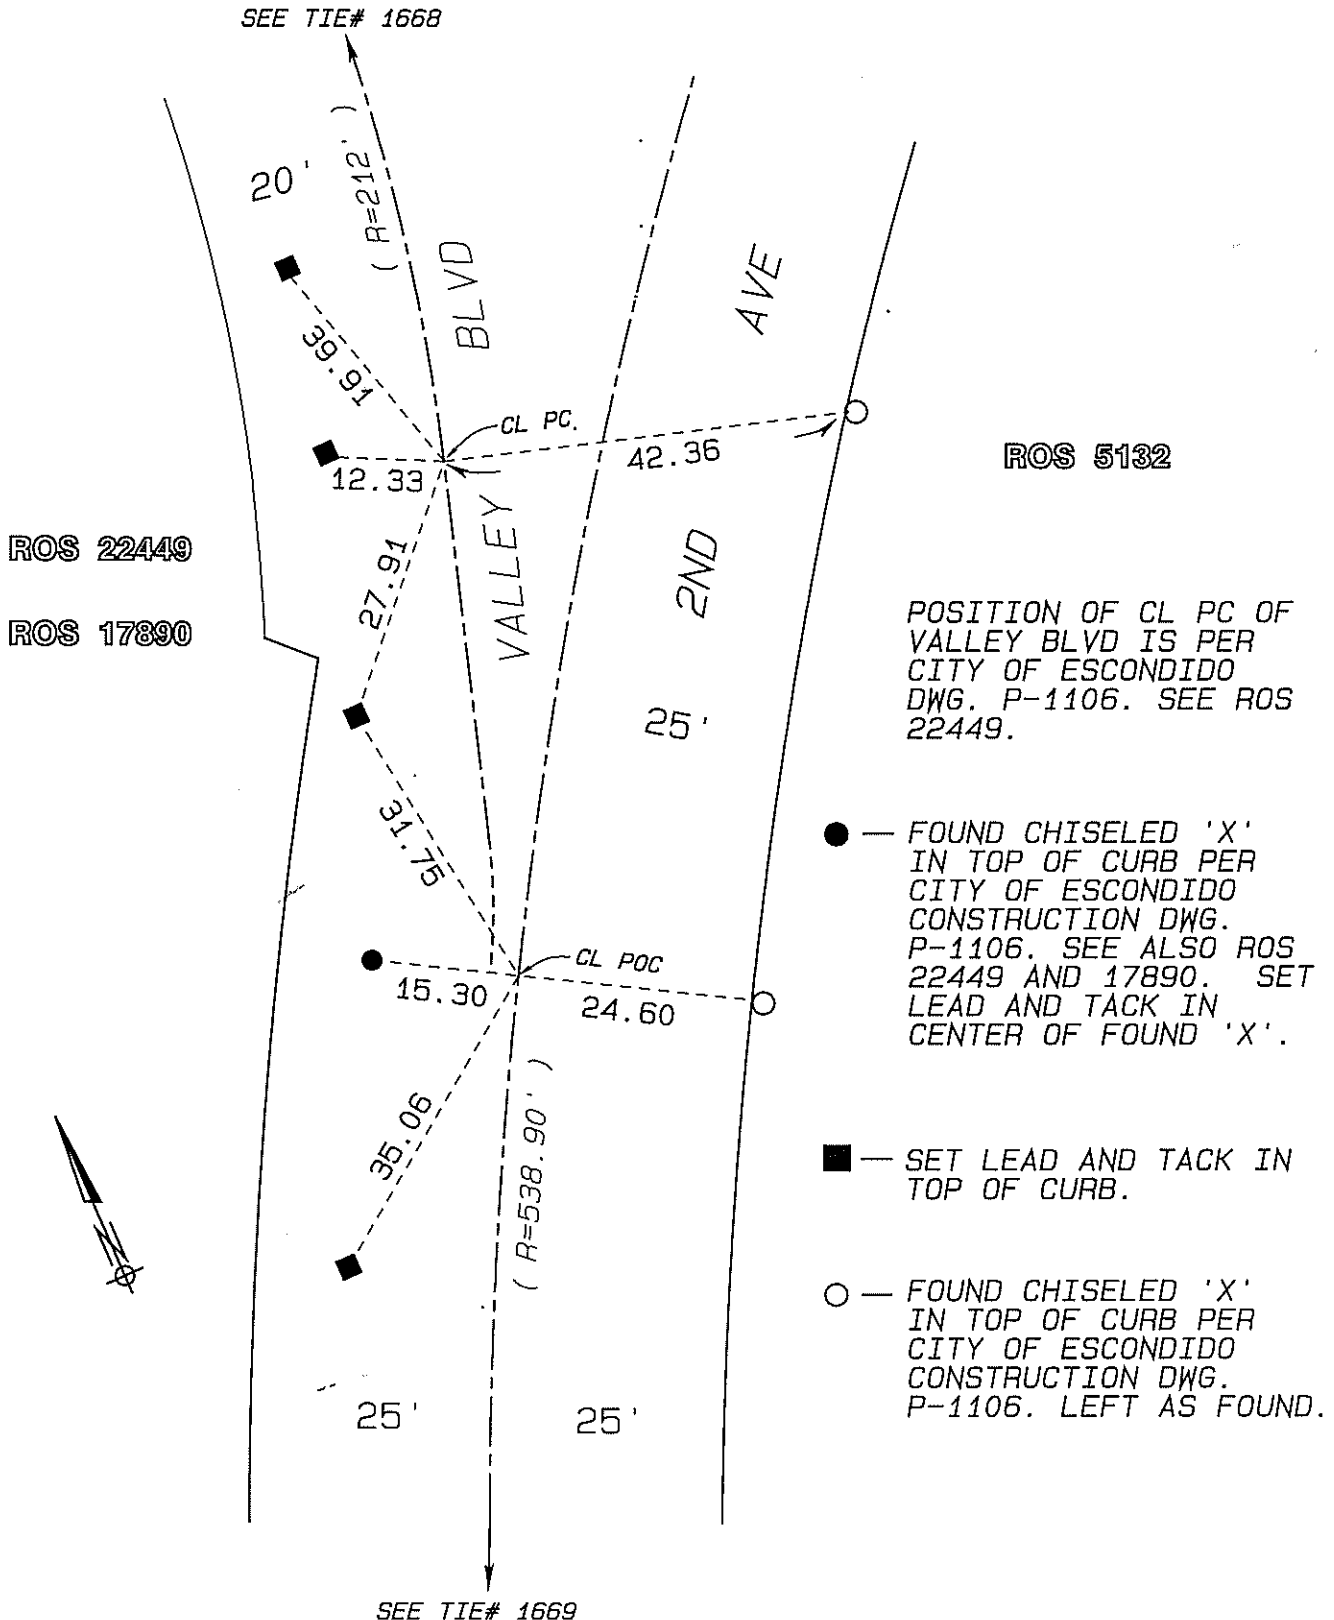 SEE TIE# 1668
20'
( R=212' )
BLVD
AVE
39.91
CL PC.
12.33
42.36
ROS 5132
27.91
VALLEY
2ND
ROS 22449
ROS 17890
25'
POSITION OF CL PC OF
VALLEY BLVD IS PER
CITY OF ESCONDIDO
DWG. P-1106. SEE ROS
22449.
31.75
FOUND CHISELED 'X'
IN TOP OF CURB PER
CITY OF ESCONDIDO
CONSTRUCTION DWG.
P-1106. SEE ALSO ROS
22449 AND 17890. SET
LEAD AND TACK IN
CENTER OF FOUND 'X'.
CL POC
15.30
24.60
35.06
( R=538.90' )
N
SET LEAD AND TACK IN
TOP OF CURB.
FOUND CHISELED 'X'
IN TOP OF CURB PER
CITY OF ESCONDIDO
CONSTRUCTION DWG.
P-1106. LEFT AS FOUND.
25'
25'
SEE TIE# 1669